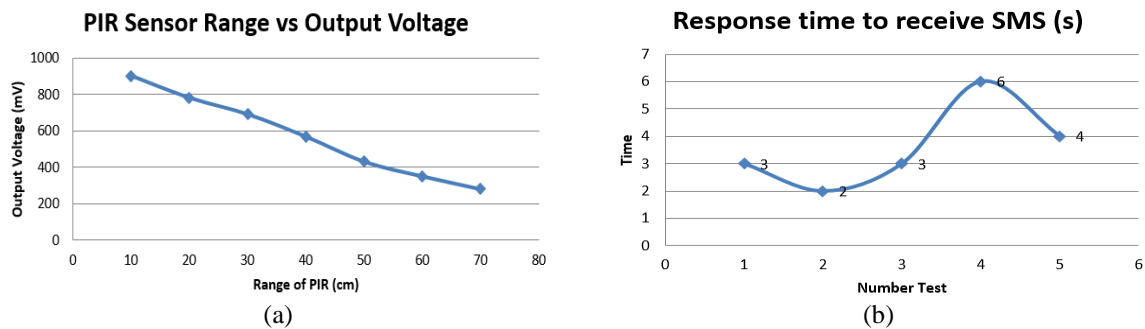 PIR Sensor Range vs Output Voltage
Output Voltage (mV)
1000
800
600
400
200
0
0 10 20 30 40 50 60 70 80
Range of PIR (cm)
(a)
Response time to receive SMS (s)
Time
7
6
5
4
3
2
1
0
3
2
3
6
4
0 1 2 3 4 5 6
Number Test
(b)